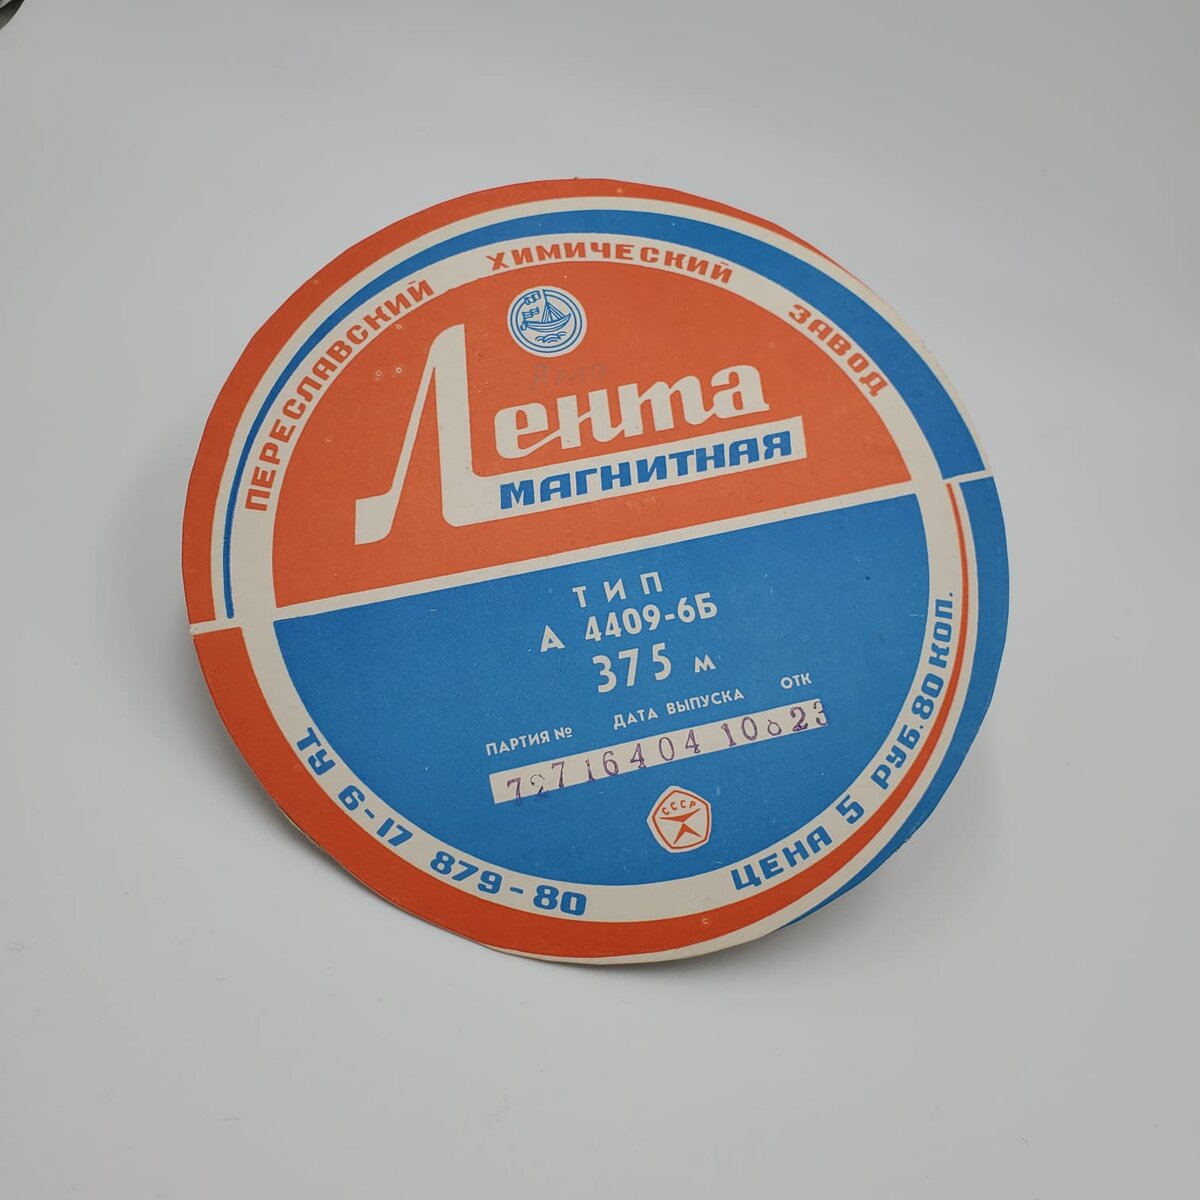 ПЕРЕСЛАВСКИЙ ХИМИЧЕСКИЙ ЗАВОД
Лента
МАГНИТНАЯ
ТИП
А 4409-6Б
375 м
ПАРТИЯ № ДАТА ВЫПУСКА ОТК
СССР
ТУ 6-17 879-80
ЦЕНА 5 РУБ. 80 КОП.